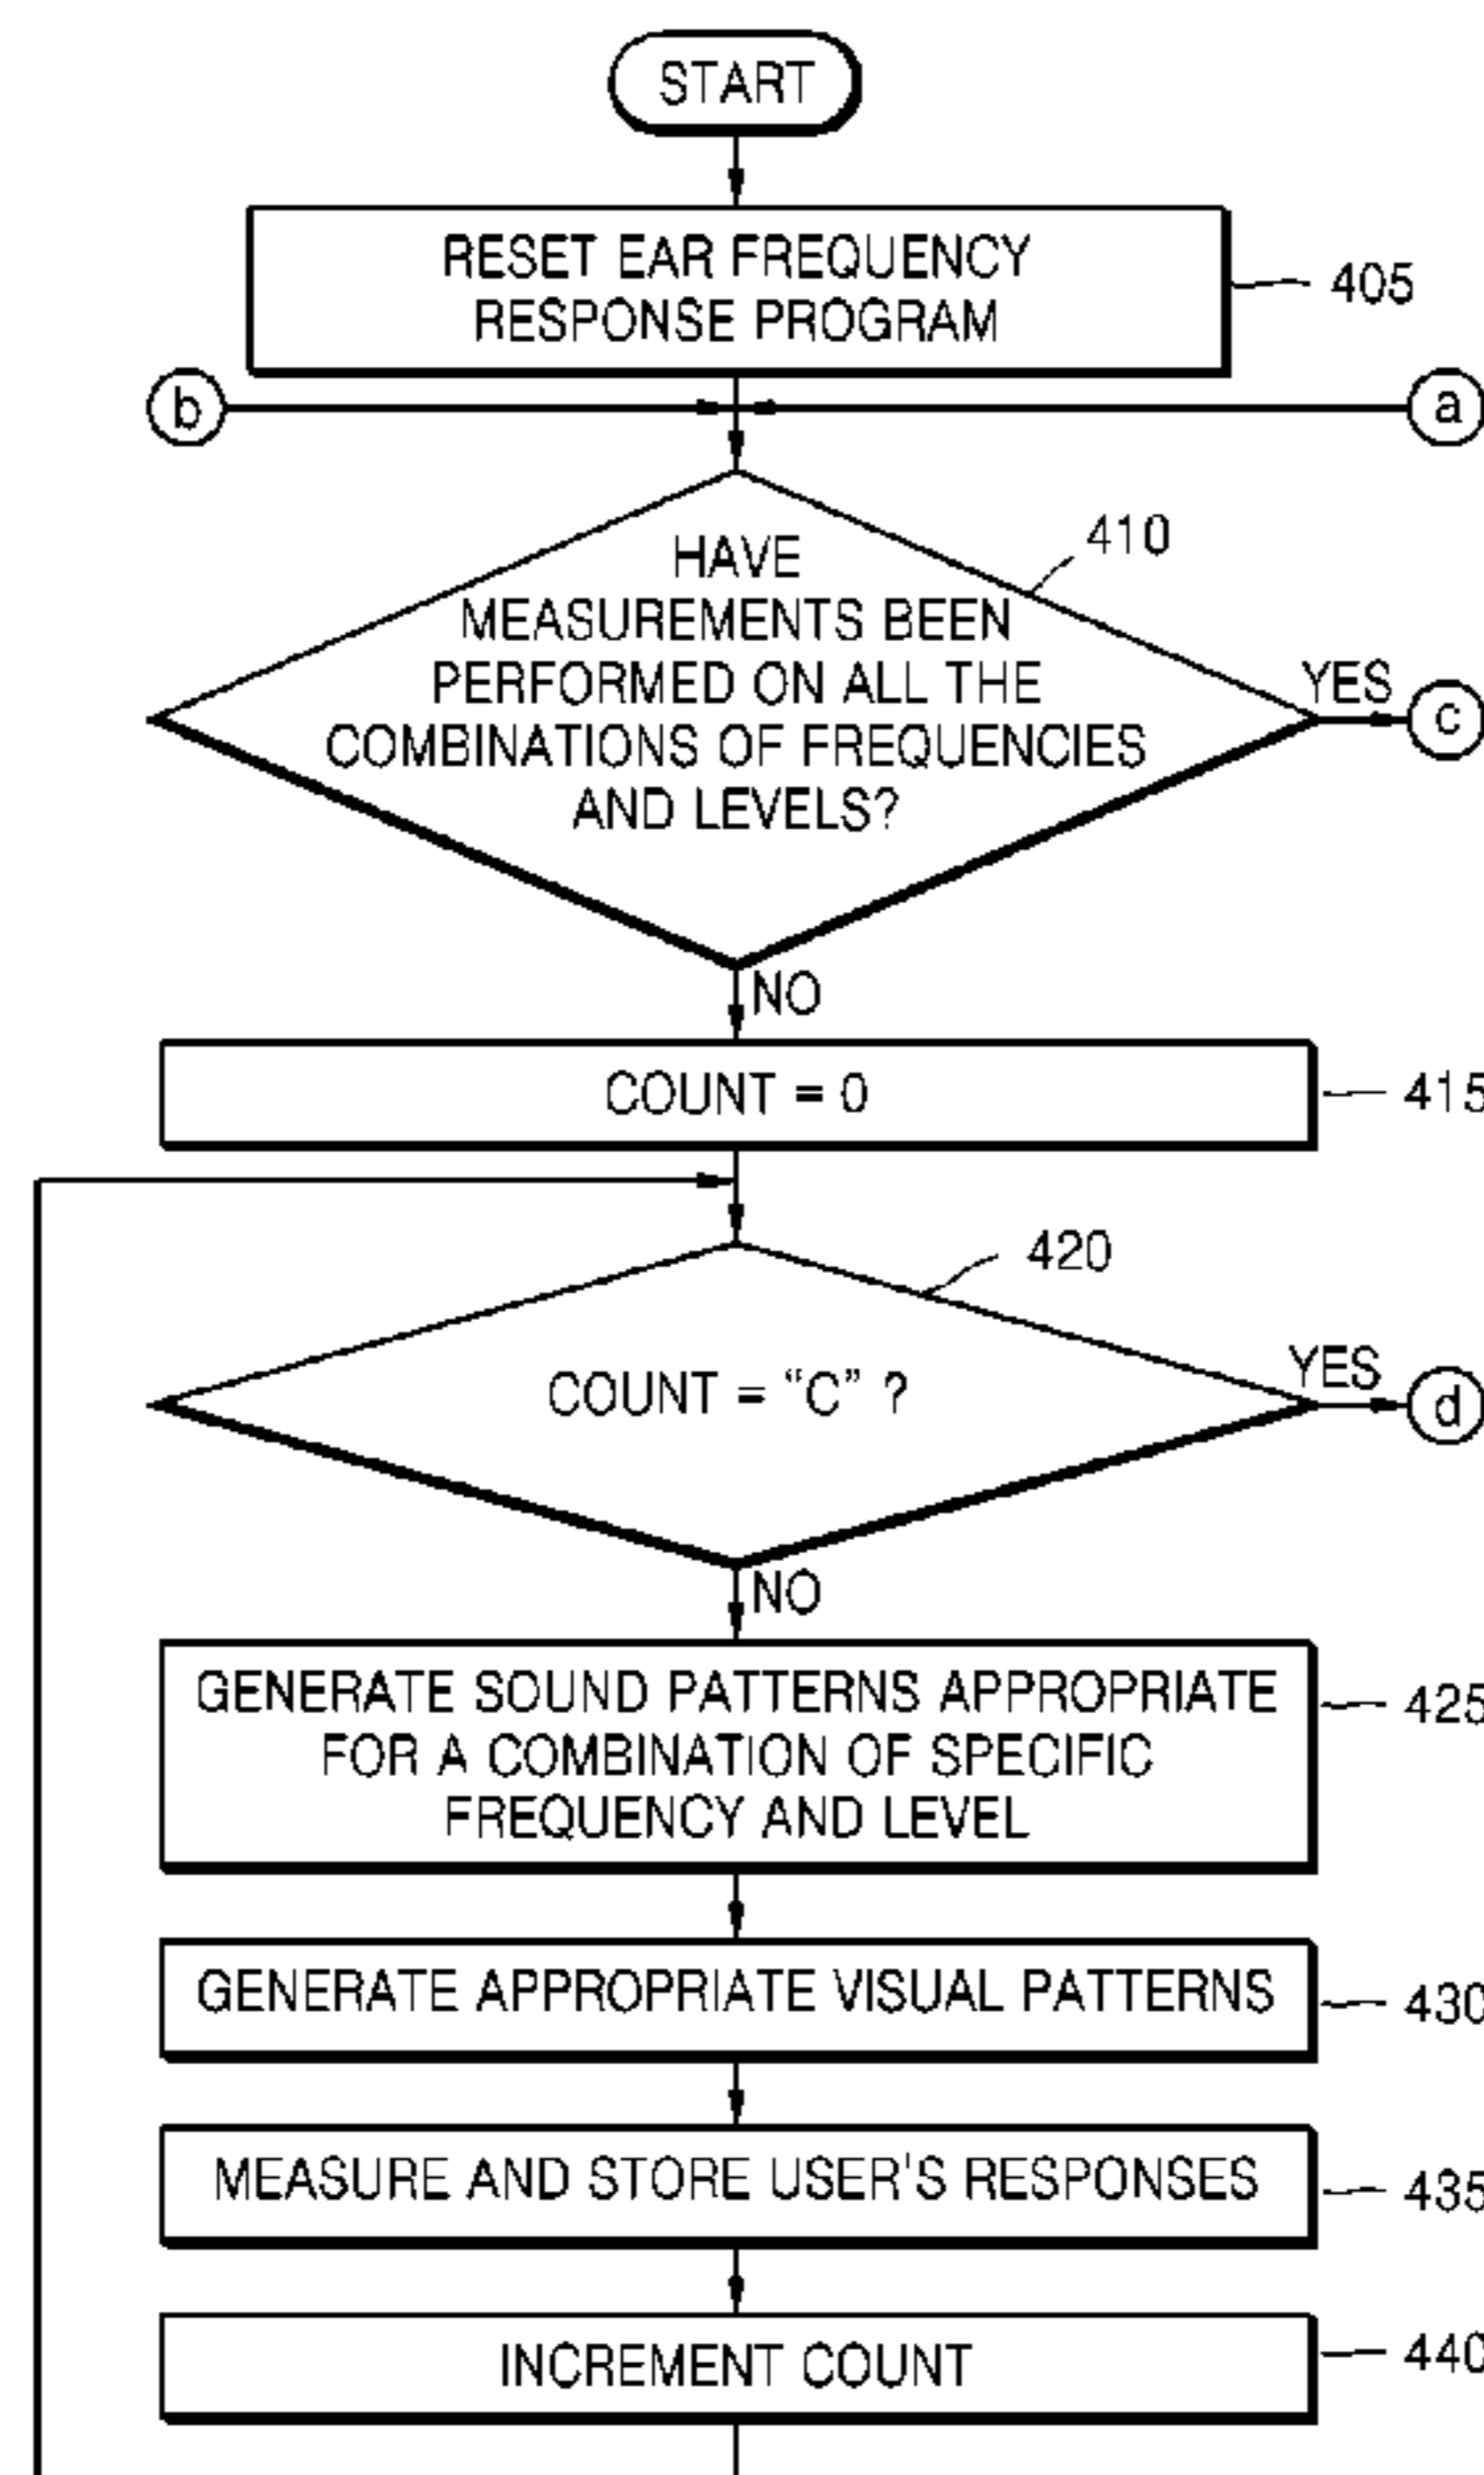 START
RESET EAR FREQUENCY
RESPONSE PROGRAM
405
b
a
HAVE
MEASUREMENTS BEEN
PERFORMED ON ALL THE
COMBINATIONS OF FREQUENCIES
AND LEVELS?
410
YES
c
NO
COUNT = 0
415
420
COUNT = “C” ?
YES
d
NO
GENERATE SOUND PATTERNS APPROPRIATE
FOR A COMBINATION OF SPECIFIC
FREQUENCY AND LEVEL
425
GENERATE APPROPRIATE VISUAL PATTERNS
430
MEASURE AND STORE USER'S RESPONSES
435
INCREMENT COUNT
440